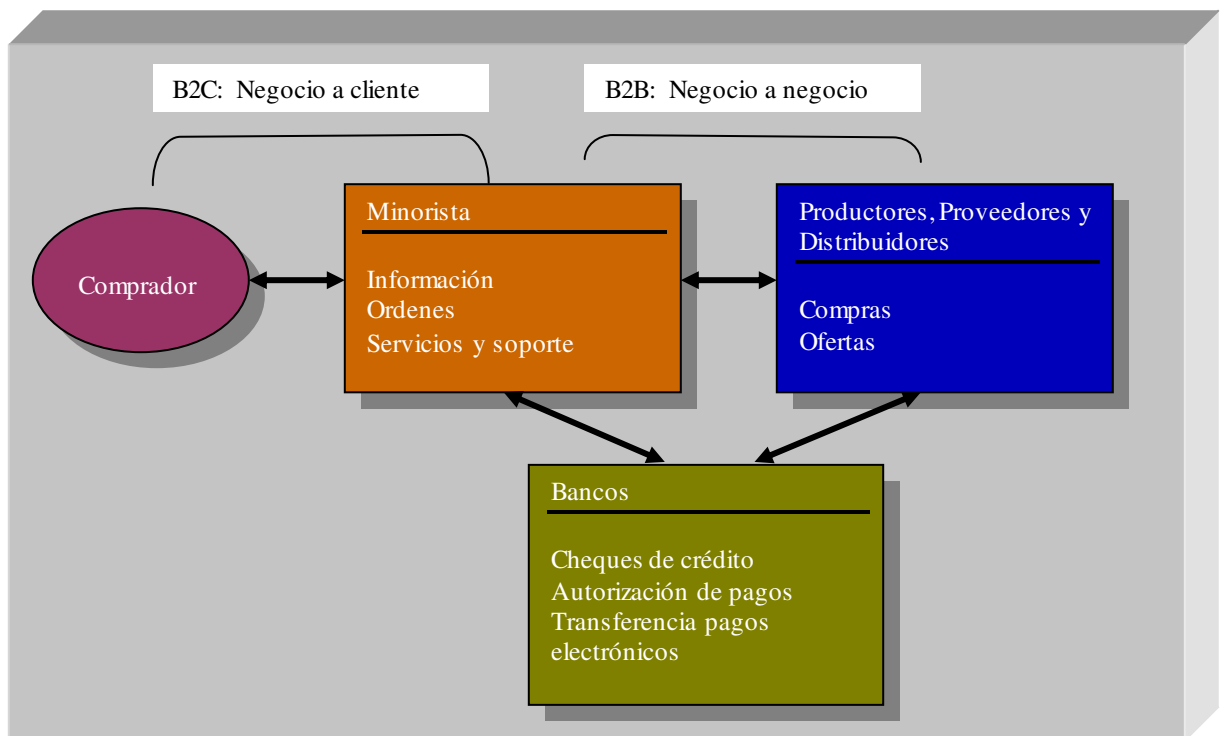 B2C: Negocio a cliente
B2B: Negocio a negocio
Comprador
Minorista
Información
Ordenes
Servicios y soporte
Productores, Proveedores y
Distribuidores
Compras
Ofertas
Bancos
Cheques de crédito
Autorización de pagos
Transferencia pagos
electrónicos